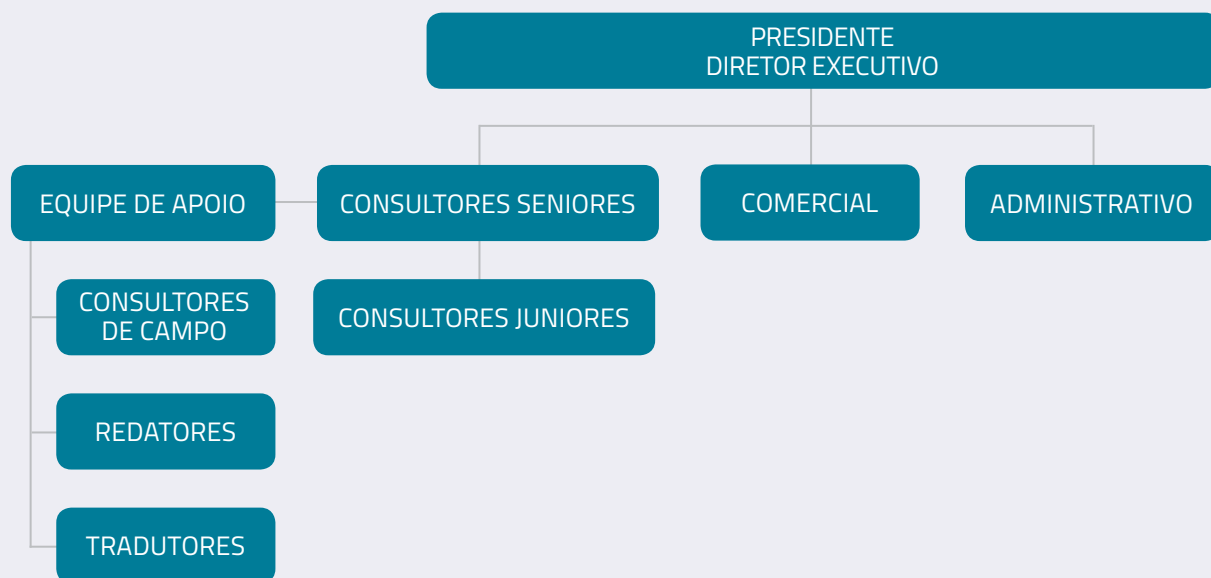 PRESIDENTE
DIRETOR EXECUTIVO
EQUIPE DE APOIO
CONSULTORES SENIORES
COMERCIAL
ADMINISTRATIVO
CONSULTORES
DE CAMPO
CONSULTORES JUNIORES
REDATORES
TRADUTORES